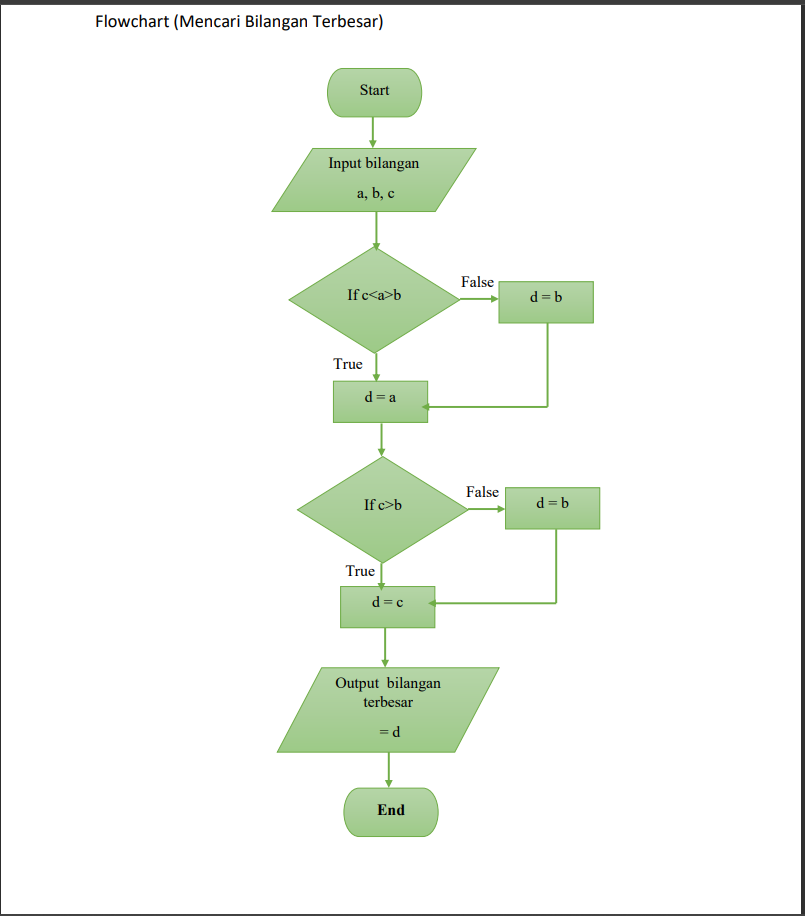 Flowchart (Mencari Bilangan Terbesar)
Start
Input bilangan
a, b, c
If c<a>b
False
d = b
True
d = a
If c>b
False
d = b
True
d = c
Output bilangan
terbesar
= d
End